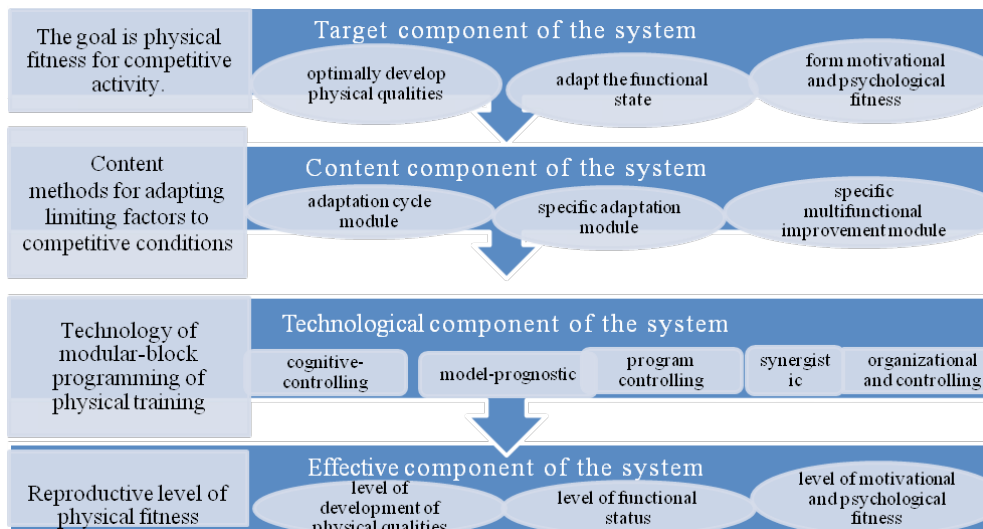 The goal is physical
fitness for competitive
activity.
Target component of the system
optimally develop
physical qualities
adapt the functional
state
form motivational
and psychological
fitness
Content
methods for adapting
limiting factors to
competitive conditions
Content component of the system
adaptation cycle
module
specific adaptation
module
specific
multifunctional
improvement module
Technology of
modular-block
programming of
physical training
Technological component of the system
cognitive-
controlling
model-prognostic
program
controlling
synergist
ic
organizational
and controlling
Reproductive level of
physical fitness
Effective component of the system
level of
development of
physical qualities
level of functional
status
level of motivational
and psychological
fitness